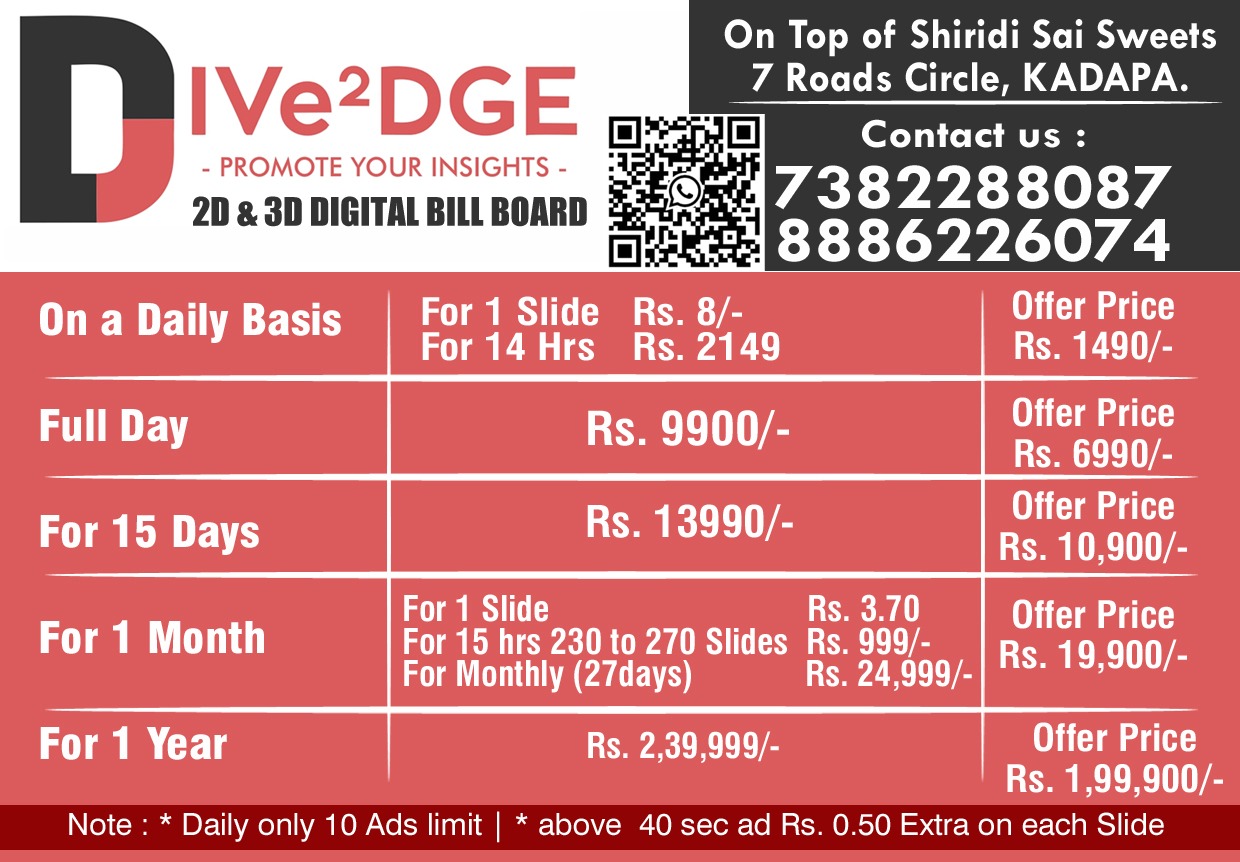 DIVe²DGE
- PROMOTE YOUR INSIGHTS -
2D & 3D DIGITAL BILL BOARD
On Top of Shiridi Sai Sweets
7 Roads Circle, KADAPA.
Contact us :
7382288087
8886226074
On a Daily Basis
For 1 Slide Rs. 8/-
For 14 Hrs Rs. 2149
Offer Price
Rs. 1490/-
Full Day
Rs. 9900/-
Offer Price
Rs. 6990/-
For 15 Days
Rs. 13990/-
Offer Price
Rs. 10,900/-
For 1 Month
For 1 Slide Rs. 3.70
For 15 hrs 230 to 270 Slides Rs. 999/-
For Monthly (27days) Rs. 24,999/-
Offer Price
Rs. 19,900/-
For 1 Year
Rs. 2,39,999/-
Offer Price
Rs. 1,99,900/-
Note : * Daily only 10 Ads limit | * above 40 sec ad Rs. 0.50 Extra on each Slide